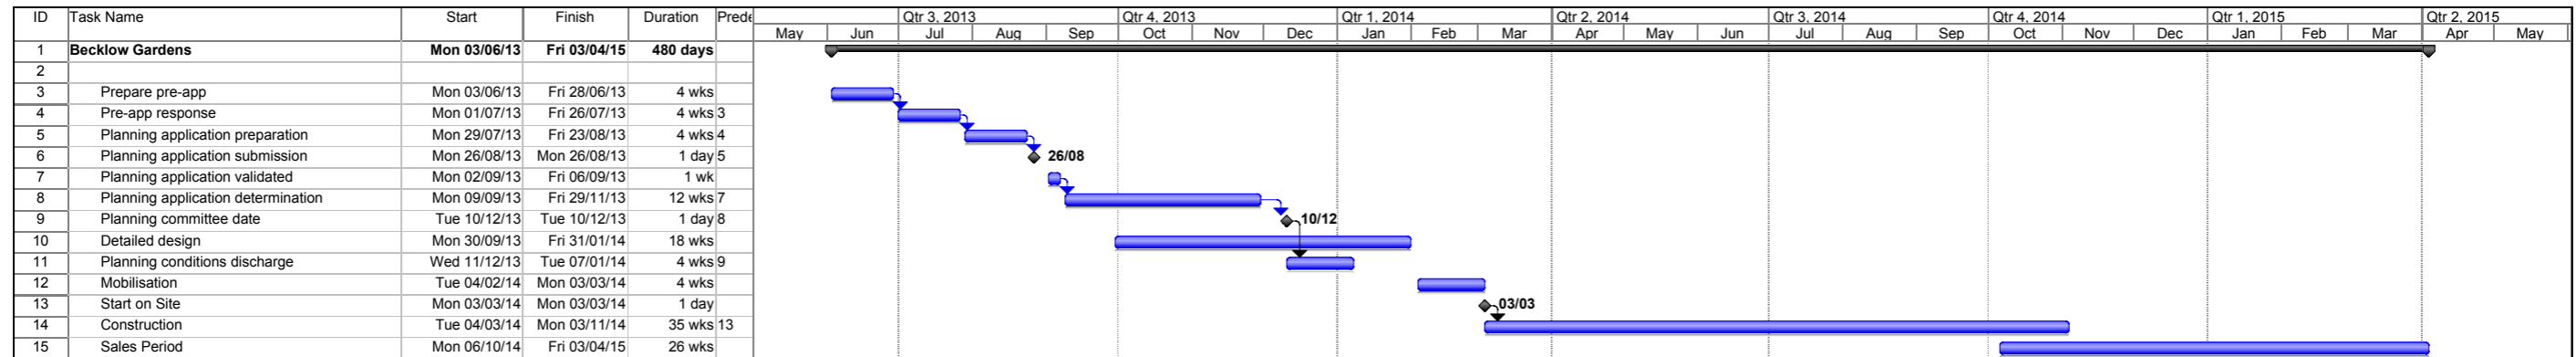 ID Task Name Start Finish Duration Prede Qtr 3, 2013 Qtr 4, 2013 Qtr 1, 2014 Qtr 2, 2014 Qtr 3, 2014 Qtr 4, 2014 Qtr 1, 2015 Qtr 2, 2015
May Jun Jul Aug Sep Oct Nov Dec Jan Feb Mar Apr May Jun Jul Aug Sep Oct Nov Dec Jan Feb Mar Apr May
1 Becklow Gardens Mon 03/06/13 Fri 03/04/15 480 days
2
3 Prepare pre-app Mon 03/06/13 Fri 28/06/13 4 wks
4 Pre-app response Mon 01/07/13 Fri 26/07/13 4 wks 3
5 Planning application preparation Mon 29/07/13 Fri 23/08/13 4 wks 4
6 Planning application submission Mon 26/08/13 Mon 26/08/13 1 day 5 26/08
7 Planning application validated Mon 02/09/13 Fri 06/09/13 1 wk
8 Planning application determination Mon 09/09/13 Fri 29/11/13 12 wks 7
9 Planning committee date Tue 10/12/13 Tue 10/12/13 1 day 8 10/12
10 Detailed design Mon 30/09/13 Fri 31/01/14 18 wks
11 Planning conditions discharge Wed 11/12/13 Tue 07/01/14 4 wks 9
12 Mobilisation Tue 04/02/14 Mon 03/03/14 4 wks
13 Start on Site Mon 03/03/14 Mon 03/03/14 1 day 03/03
14 Construction Tue 04/03/14 Mon 03/11/14 35 wks 13
15 Sales Period Mon 06/10/14 Fri 03/04/15 26 wks